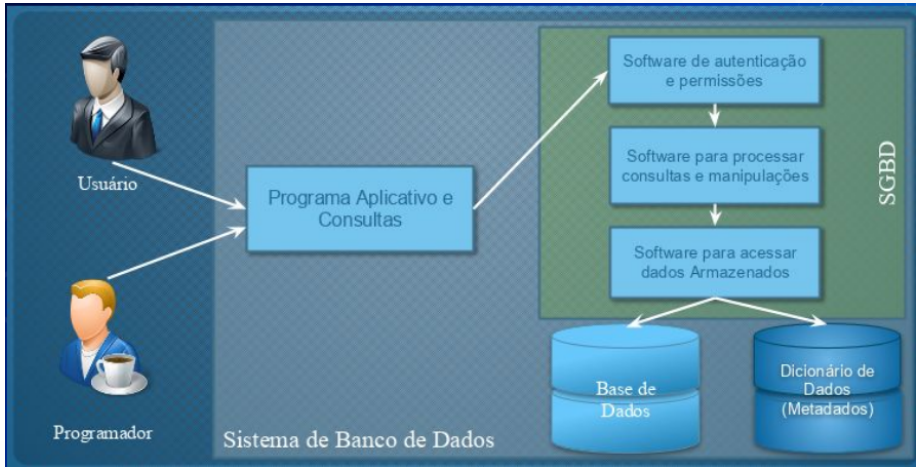 Usuário
Programador
Programa Aplicativo e
Consultas
Software de autenticação
e permissões
Software para processar
consultas e manipulações
Software para acessar
dados Armazenados
SGBD
Base de
Dados
Dicionário de
Dados
(Metadados)
Sistema de Banco de Dados